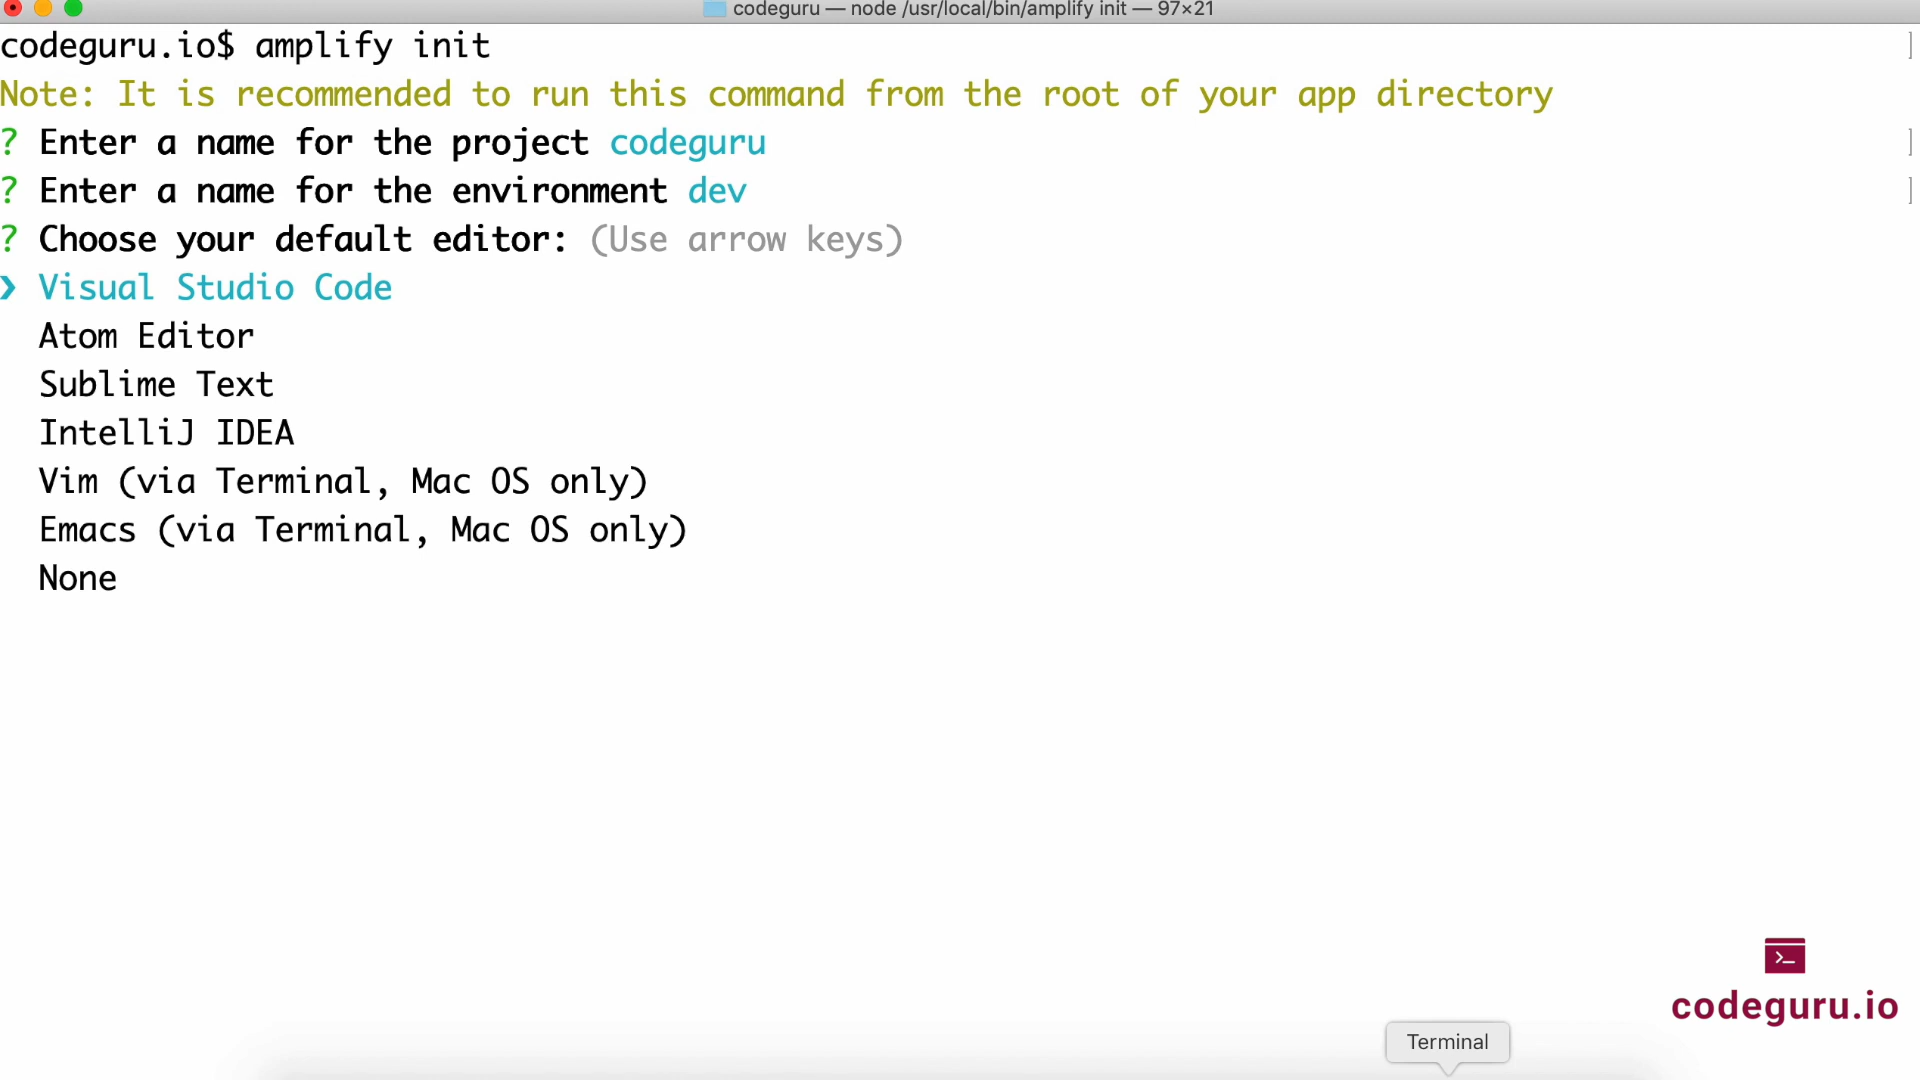 codeguru — node /usr/local/bin/amplify init — 97×21
codeguru.io$ amplify init
Note: It is recommended to run this command from the root of your app directory
? Enter a name for the project codeguru
? Enter a name for the environment dev
? Choose your default editor: (Use arrow keys)
❯ Visual Studio Code
Atom Editor
Sublime Text
IntelliJ IDEA
Vim (via Terminal, Mac OS only)
Emacs (via Terminal, Mac OS only)
None
>_
codeguru.io
Terminal